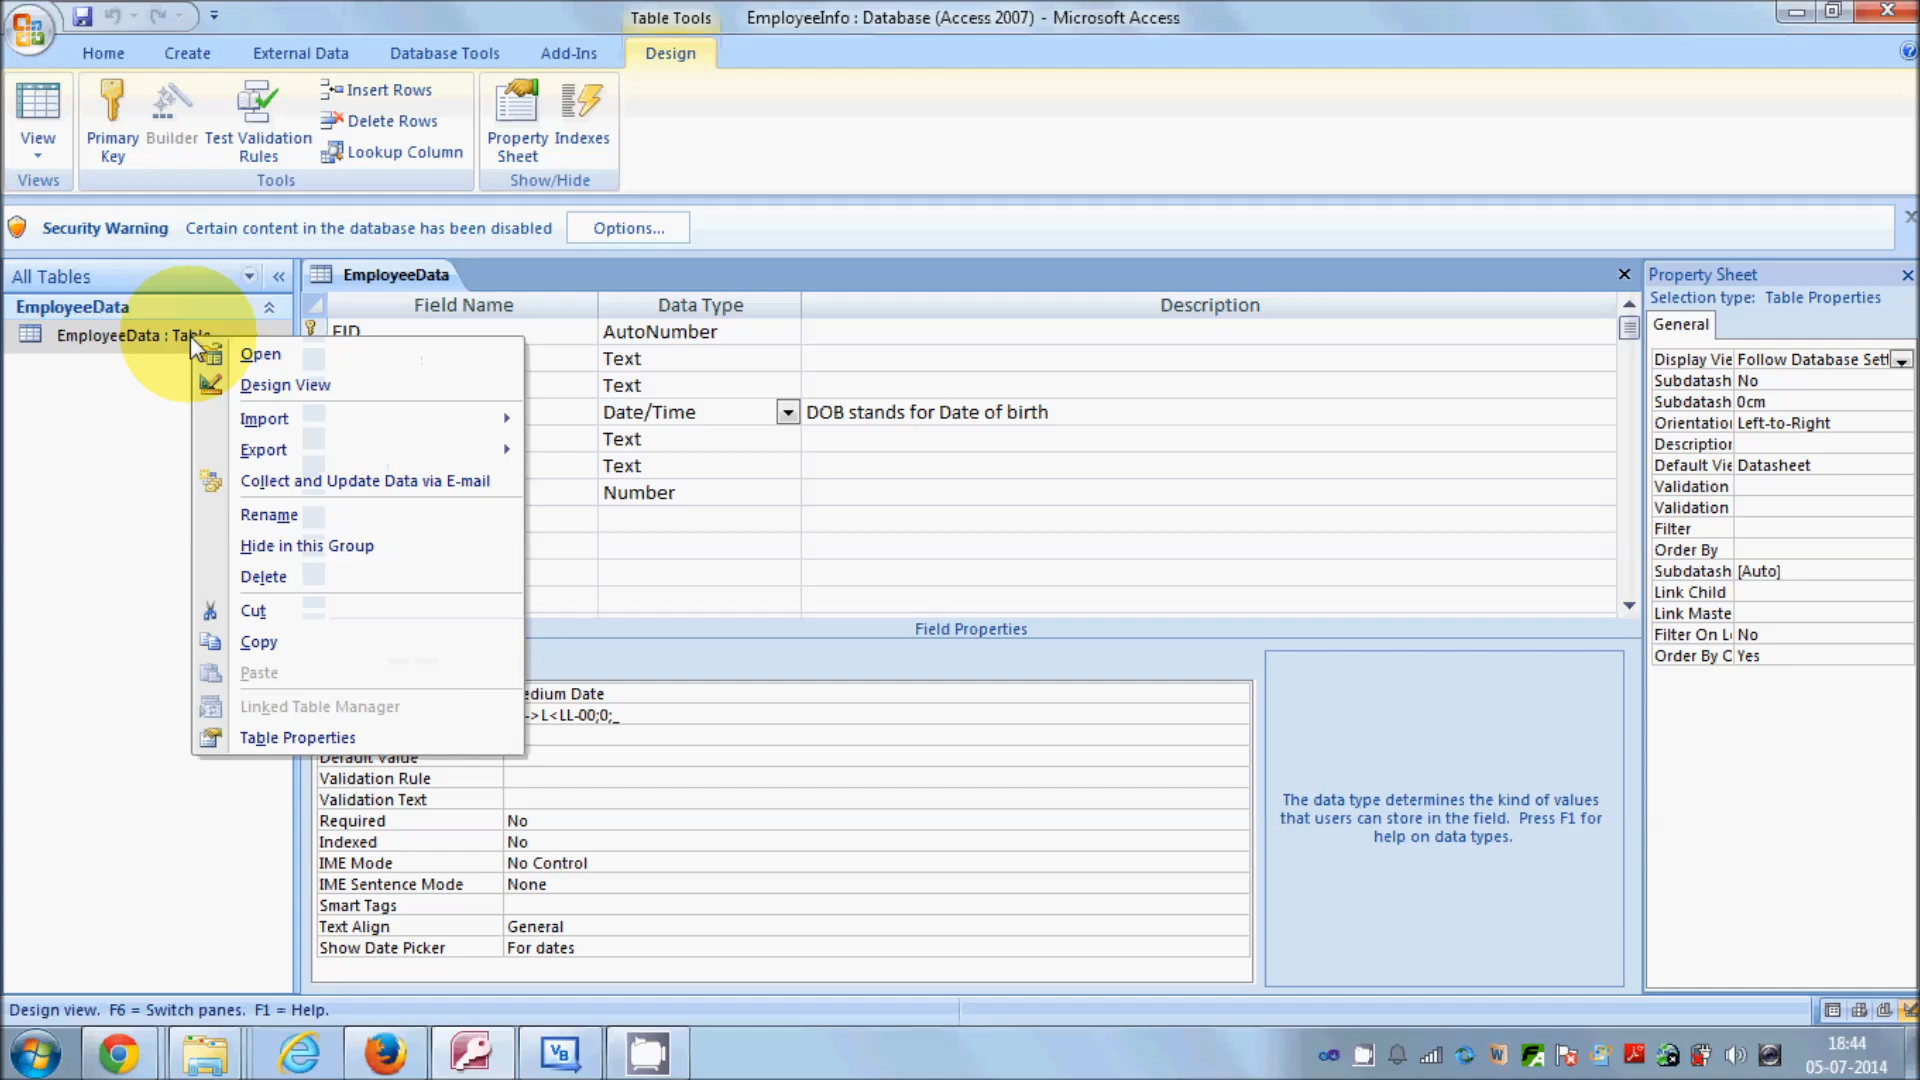 Table Tools
EmployeeInfo : Database (Access 2007) - Microsoft Access
Home Create External Data Database Tools Add-Ins Design
View
Views
Primary Key
Builder
Test Validation Rules
Insert Rows
Delete Rows
Lookup Column
Tools
Property Sheet
Indexes
Show/Hide
Security Warning Certain content in the database has been disabled Options...
All Tables
EmployeeData
EmployeeData : Table
Open
Design View
Import
Export
Collect and Update Data via E-mail
Rename
Hide in this Group
Delete
Cut
Copy
Paste
Linked Table Manager
Table Properties
EmployeeData
Field Name Data Type Description
EID AutoNumber
Text
Text
Date/Time DOB stands for Date of birth
Text
Text
Number
Field Properties
edium Date
->L<LL-00;0;_
Default Value
Validation Rule
Validation Text
Required No
Indexed No
IME Mode No Control
IME Sentence Mode None
Smart Tags
Text Align General
Show Date Picker For dates
The data type determines the kind of values
that users can store in the field. Press F1 for
help on data types.
Property Sheet
Selection type: Table Properties
General
Display Vie Follow Database Sett
Subdatash No
Subdatash 0cm
Orientation Left-to-Right
Description
Default Vie Datasheet
Validation
Validation
Filter
Order By
Subdatash [Auto]
Link Child
Link Maste
Filter On L No
Order By C Yes
Design view. F6 = Switch panes. F1 = Help.
VB
18:44
05-07-2014